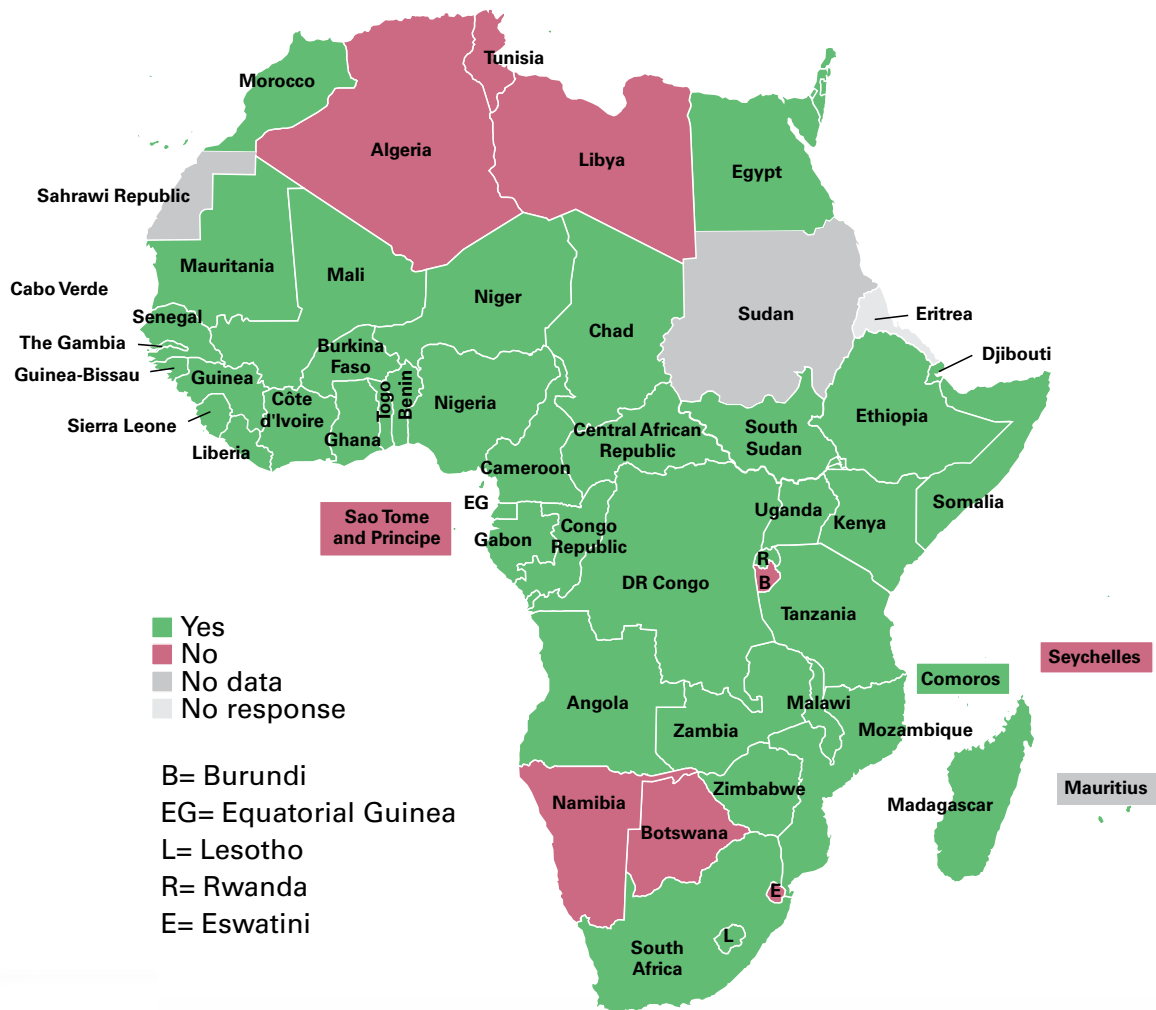 Tunisia
Morocco
Algeria
Libya
Egypt
Sahrawi Republic
Mauritania
Mali
Niger
Cabo Verde
Chad
Sudan
Eritrea
Senegal
The Gambia
Burkina
Faso
Djibouti
Guinea-Bissau
Guinea
Togo
Benin
Nigeria
Côte
d'Ivoire
Ethiopia
Sierra Leone
Ghana
Central African
Republic
South
Sudan
Liberia
Cameroon
EG
Somalia
Uganda
Kenya
Sao Tome
and Principe
Gabon
Congo
Republic
R
B
DR Congo
Tanzania
Yes
No
No data
No response
Seychelles
Comoros
Angola
Malawi
Zambia
Mozambique
B= Burundi
EG= Equatorial Guinea
L= Lesotho
R= Rwanda
E= Eswatini
Zimbabwe
Mauritius
Namibia
Madagascar
Botswana
E
L
South
Africa